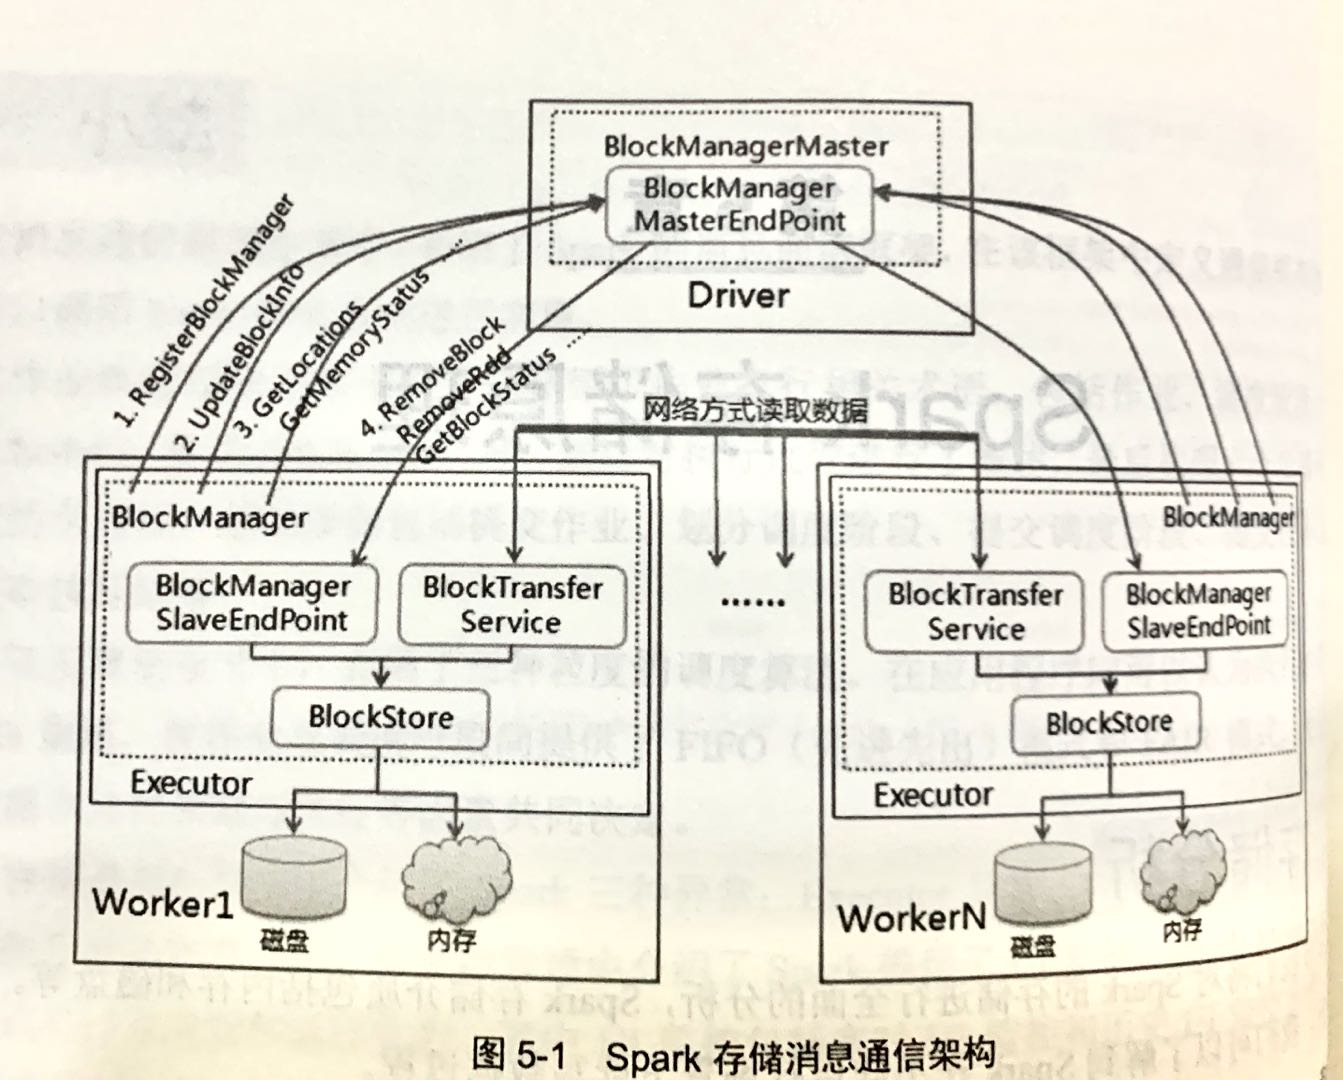 BlockManagerMaster
BlockManager
MasterEndPoint
Driver
1. RegisterBlockManager
2. UpdateBlockInfo
3. GetLocations
GetMemoryStatus ...
4. RemoveBlock
RemoveRdd
GetBlockStatus ......
网络方式读取数据
BlockManager
BlockManager
SlaveEndPoint
BlockTransfer
Service
BlockStore
Executor
Worker1
磁盘
内存
......
BlockManager
BlockTransfer
Service
BlockManager
SlaveEndPoint
BlockStore
Executor
WorkerN
磁盘
内存
图 5-1 Spark 存储消息通信架构